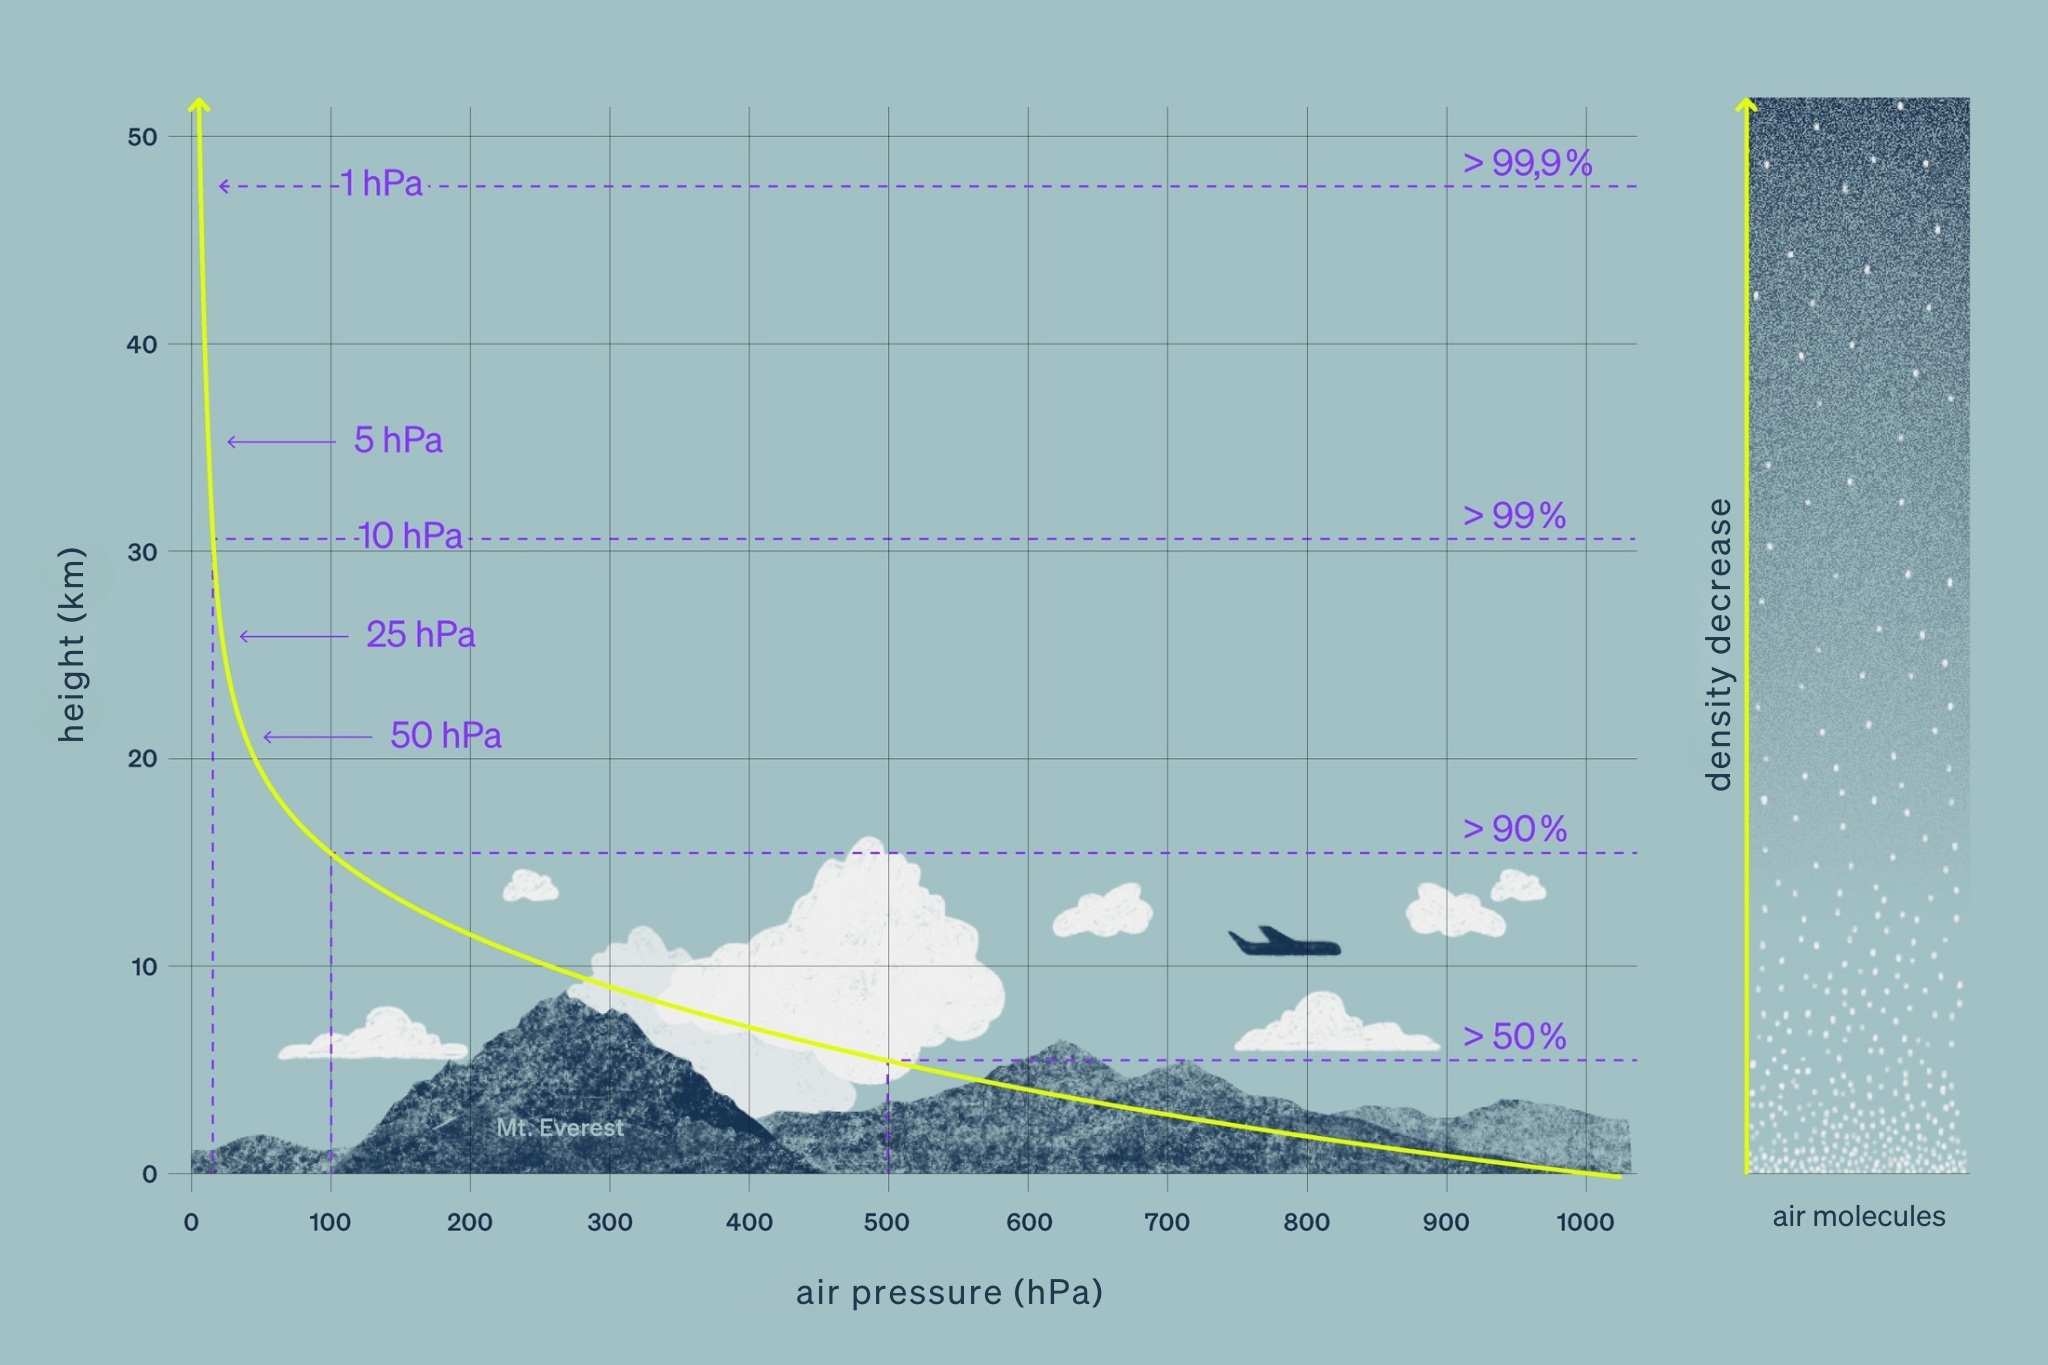 50
> 99,9%
1 hPa
40
5 hPa
> 99%
10 hPa
30
25 hPa
50 hPa
20
> 90%
10
> 50%
Mt. Everest
0
0 100 200 300 400 500 600 700 800 900 1000
height (km)
air pressure (hPa)
density decrease
air molecules